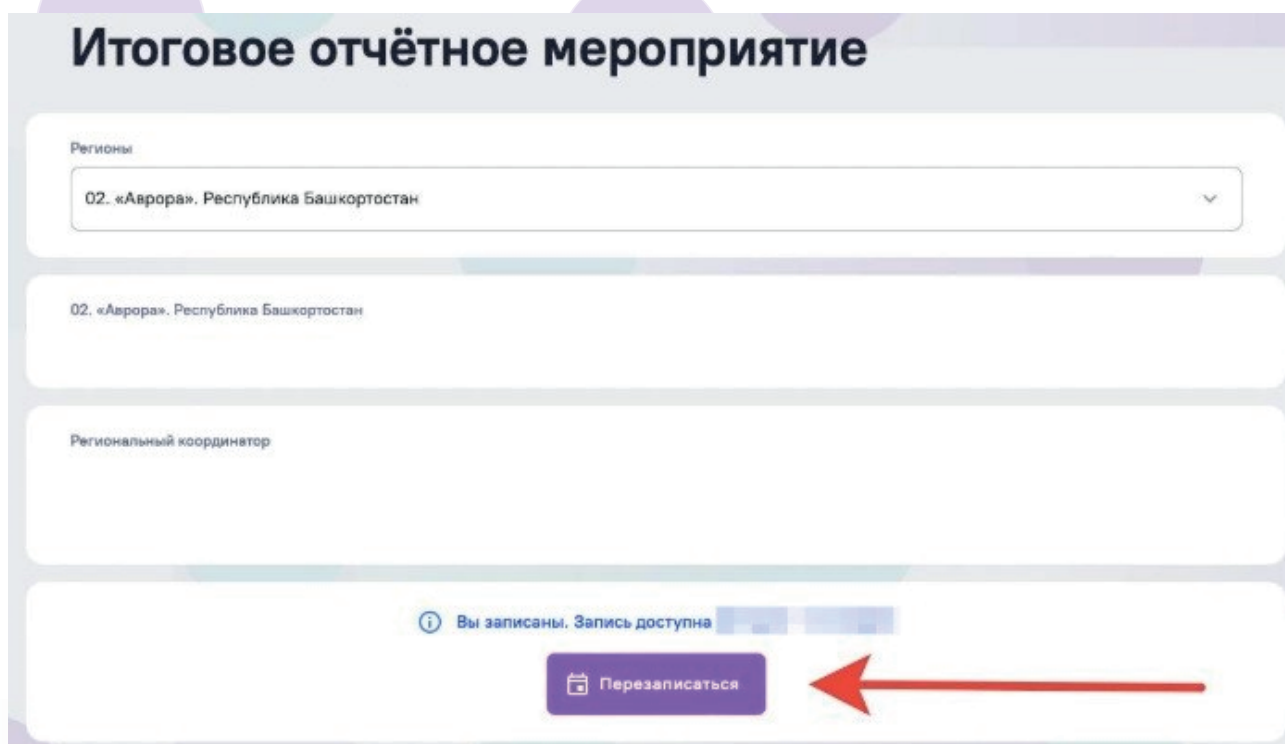 Итоговое отчётное мероприятие
Регионы
02. «Аврора». Республика Башкортостан
02. «Аврора». Республика Башкортостан
Региональный координатор
Вы записаны. Запись доступна
Перезаписаться